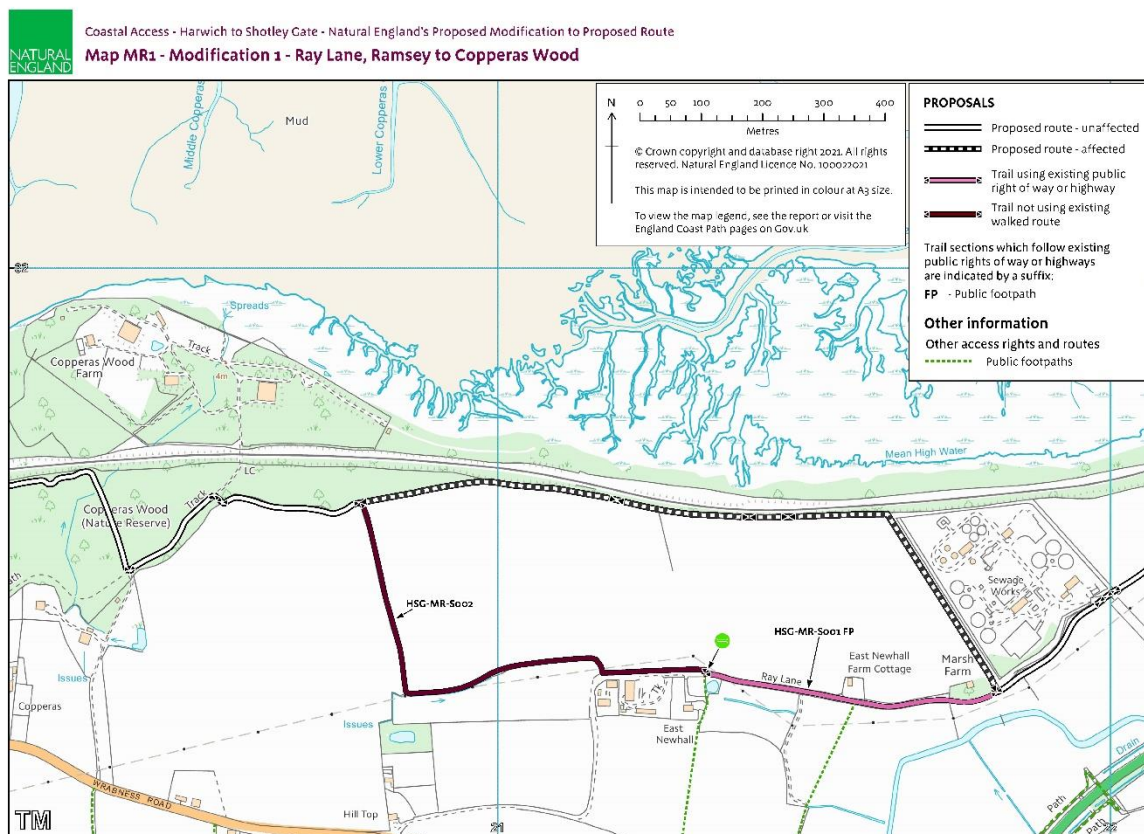 NATURAL
ENGLAND
Coastal Access - Harwich to Shotley Gate - Natural England's Proposed Modification to Proposed Route
Map MR1 - Modification 1 - Ray Lane, Ramsey to Copperas Wood
Middle Copperas
Mud
Lower Copperas
N
0 50 100 200 300 400
Metres
© Crown copyright and database right 2021. All rights
reserved. Natural England Licence No. 100022021
This map is intended to be printed in colour at A3 size.
To view the map legend, see the report or visit the
England Coast Path pages on Gov.uk
PROPOSALS
Proposed route - unaffected
Proposed route - affected
Trail using existing public
right of way or highway
Trail not using existing
walked route
Trail sections which follow existing
public rights of way or highways
are indicated by a suffix:
FP - Public footpath
Other information
Other access rights and routes
Public footpaths
32
Spreads
Track
Copperas Wood
Farm
4m
Mean High Water
LC
Track
Copperas Wood
(Nature Reserve)
Path
Sewage
Works
HSG-MR-S002
HSG-MR-S001 FP
East Newhall
Farm Cottage
Marsh
Farm
Ray Lane
Issues
Copperas
Issues
East
Newhall
Drain
WRABNESS ROAD
Hill Top
Path
Path
TM
21
22